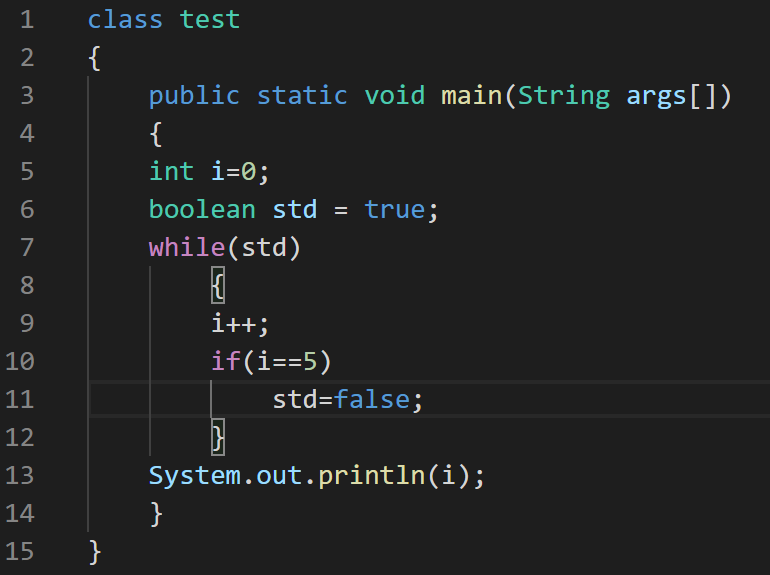 1 class test
2 {
3 public static void main(String args[])
4 {
5 int i=0;
6 boolean std = true;
7 while(std)
8 {
9 i++;
10 if(i==5)
11 std=false;
12 }
13 System.out.println(i);
14 }
15 }